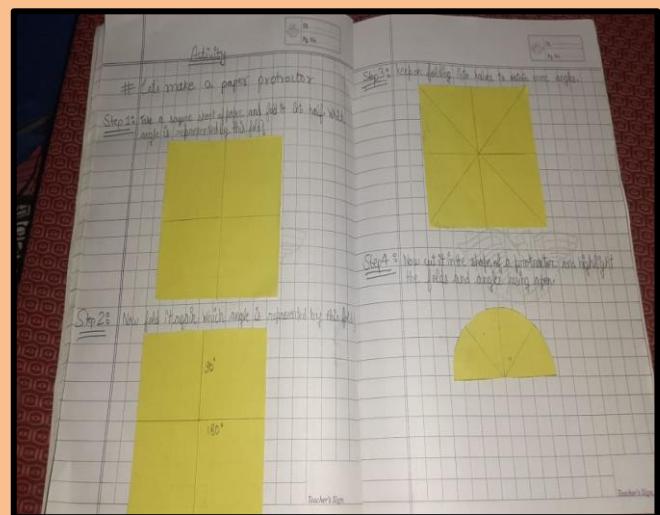 Activity
# Lets make a paper protractor
Step 1: Take a square sheet of paper and fold it into half. Which
angle is represented by this fold?
Step 2: Now fold it again which angle is represented by this fold
90°
180°
Teacher's Sign
Step 3: Keep on folding into halves to make more angles.
Step 4: Now cut it in the shape of a protractor and highlight
the folds and angles using a pen
Teacher's Sign